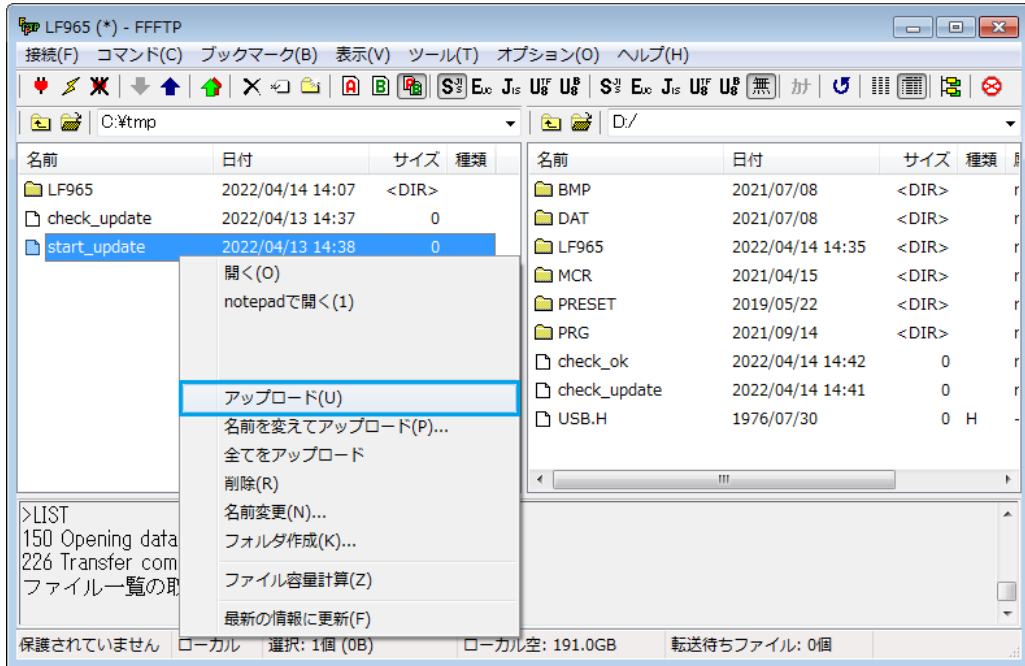 LF965 (*) - FFFTP
接続(F) コマンド(C) ブックマーク(B) 表示(V) ツール(T) オプション(O) ヘルプ(H)
A B S Euc JIS UTF8 U8B S Euc JIS UTF8 U8B 無 カナ
C:¥tmp
D:/
名前 日付 サイズ 種類
LF965 2022/04/14 14:07 <DIR>
check_update 2022/04/13 14:37 0
start_update 2022/04/13 14:38 0
名前 日付 サイズ 種類
BMP 2021/07/08 <DIR>
DAT 2021/07/08 <DIR>
LF965 2022/04/14 14:35 <DIR>
MCR 2021/04/15 <DIR>
PRESET 2019/05/22 <DIR>
PRG 2021/09/14 <DIR>
check_ok 2022/04/14 14:42 0
check_update 2022/04/14 14:41 0
USB.H 1976/07/30 0 H -
開く(O)
notepadで開く(1)
アップロード(U)
名前を変えてアップロード(P)...
全てをアップロード
削除(R)
名前変更(N)...
フォルダ作成(K)...
ファイル容量計算(Z)
最新の情報に更新(F)
>LIST
150 Opening data
226 Transfer com
ファイル一覧の取
保護されていません ローカル 選択: 1個 (0B) ローカル空: 191.0GB 転送待ちファイル: 0個